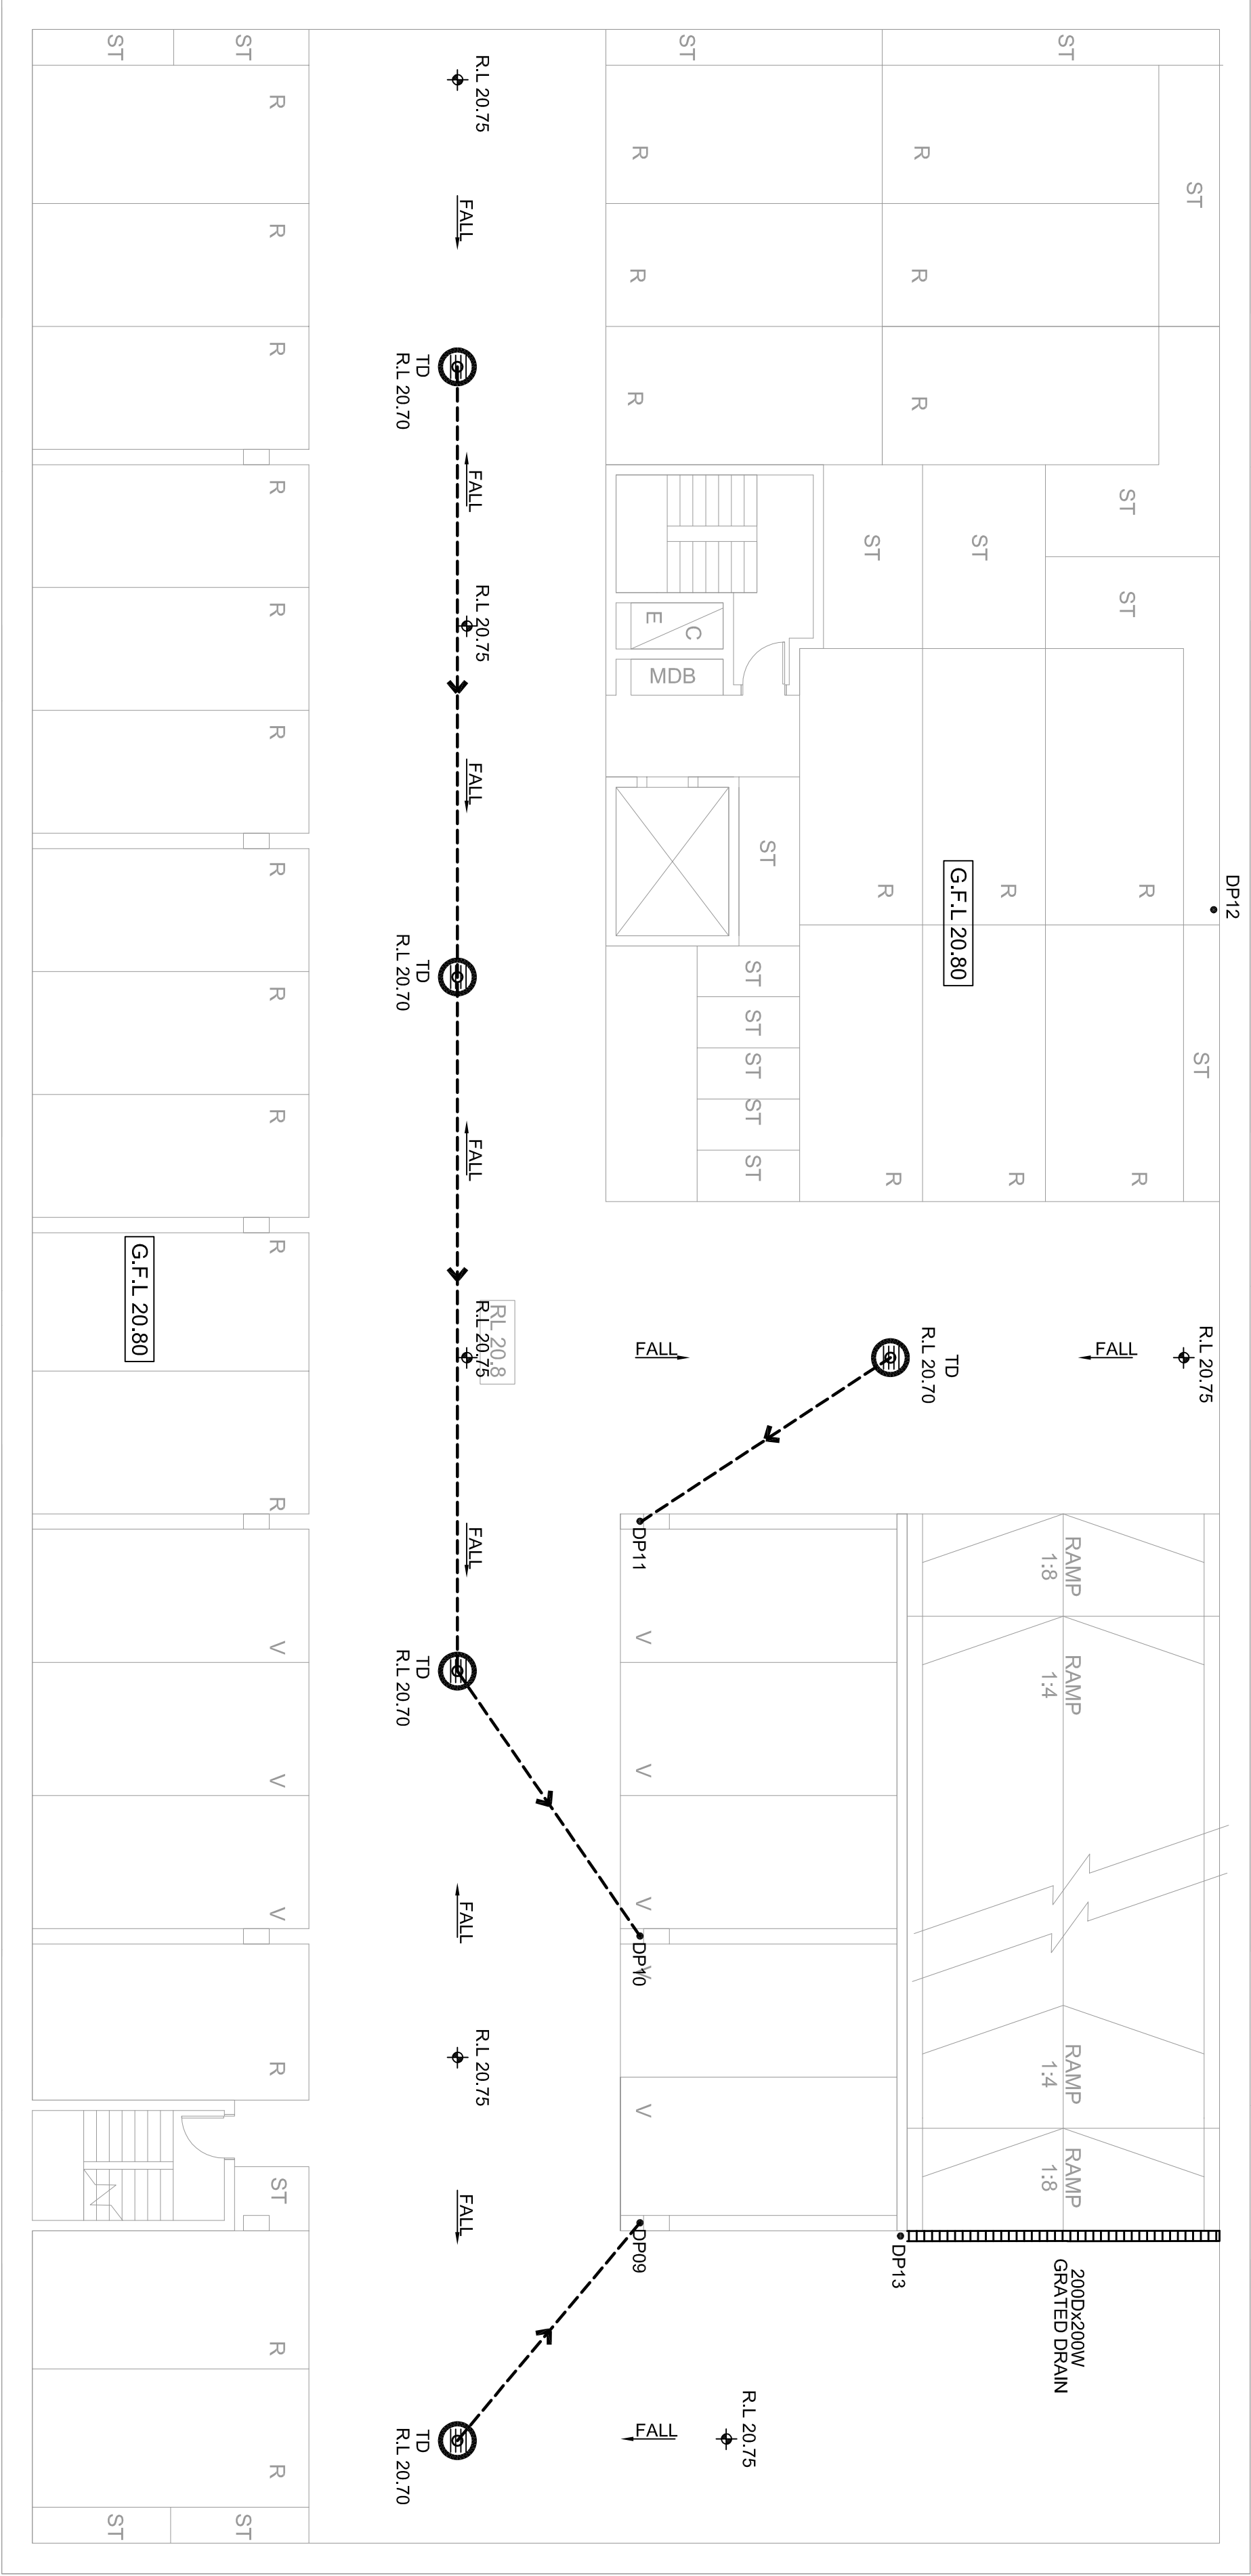 DP12
R.L 20.75
ST
ST
ST
ST
R
R
FALL
ST
RAMP
1:8
RAMP
1:4
RAMP
1:4
RAMP
1:8
200Dx200W
GRATED DRAIN
ST
R
R
G.F.L 20.80
TD
R.L 20.70
R
R
R
ST
R
R
DP13
ST
ST
ST
ST
ST
ST
R.L 20.75
ST
C
E
MDB
R
R
R
FALL
DP11
V
V
V
DP10
V
V
DP09
FALL
R.L 20.75
R.L 20.75
RL 20.8
R.L 20.75
R.L 20.75
FALL
FALL
FALL
FALL
FALL
FALL
FALL
TD
R.L 20.70
TD
R.L 20.70
TD
R.L 20.70
TD
R.L 20.70
R
R
R
R
R
R
R
R
R
R
R
V
V
V
R
ST
R
R
ST
ST
G.F.L 20.80
ST
ST